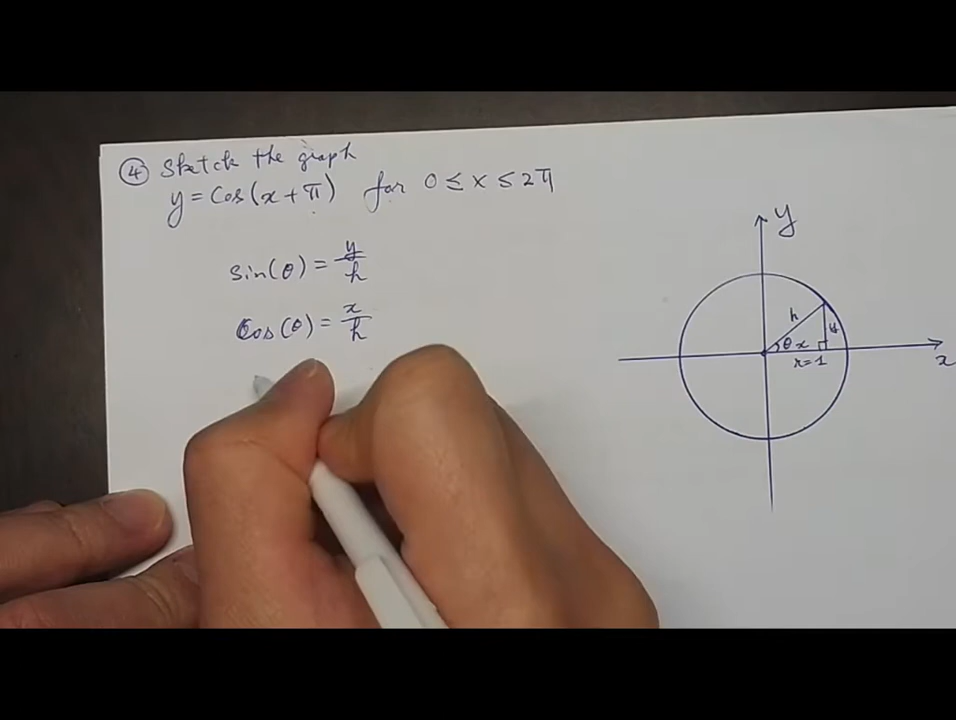 ④ Sketch the graph
y = Cos(x + π) for 0 ≤ x ≤ 2π
sin(θ) = y/h
Cos(θ) = x/h
y
h
y
θ x
r=1
x